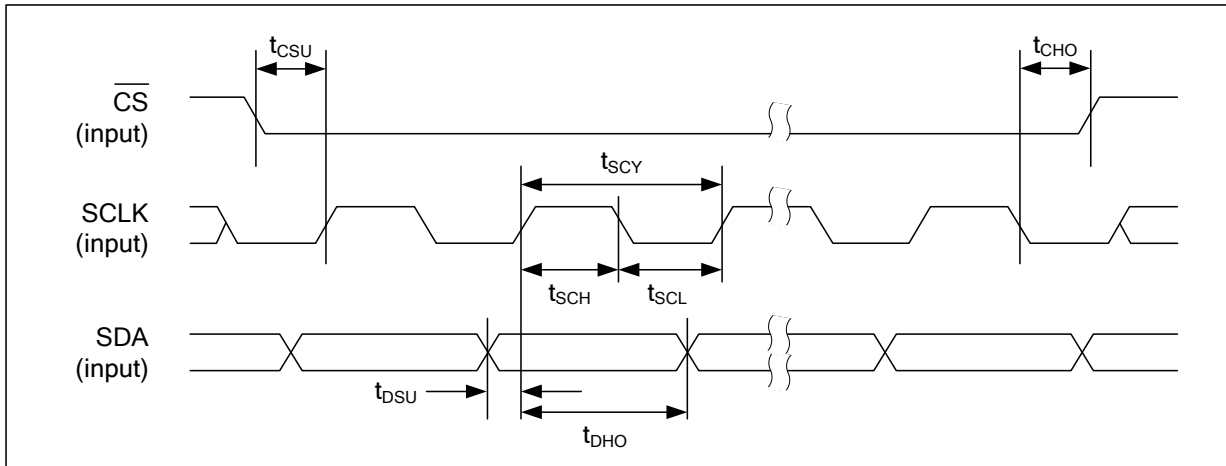 tCSU
tCHO
CS
(input)
tSCY
SCLK
(input)
tSCH
tSCL
SDA
(input)
tDSU
tDHO